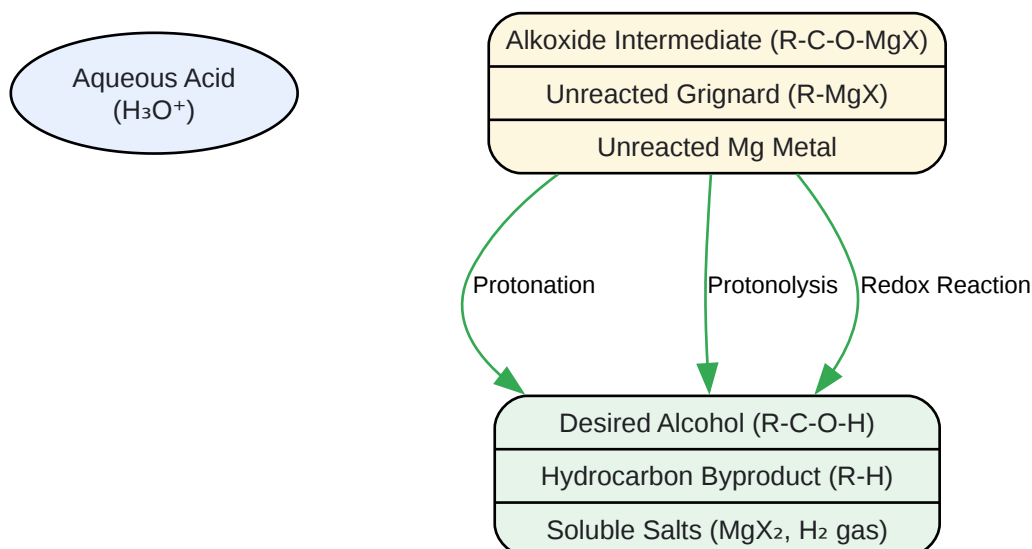 Aqueous Acid
(H₃O⁺)
Alkoxide Intermediate (R-C-O-MgX)
Unreacted Grignard (R-MgX)
Unreacted Mg Metal
Protonation
Protonolysis
Redox Reaction
Desired Alcohol (R-C-O-H)
Hydrocarbon Byproduct (R-H)
Soluble Salts (MgX₂, H₂ gas)